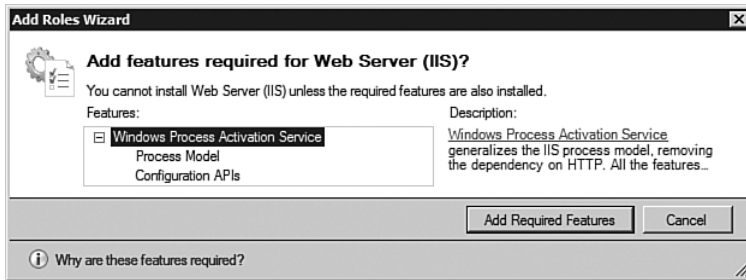 Add Roles Wizard
Add features required for Web Server (IIS)?
You cannot install Web Server (IIS) unless the required features are also installed.
Features:
Windows Process Activation Service
Process Model
Configuration APIs
Description:
Windows Process Activation Service
generalizes the IIS process model, removing
the dependency on HTTP. All the features...
Add Required Features
Cancel
Why are these features required?